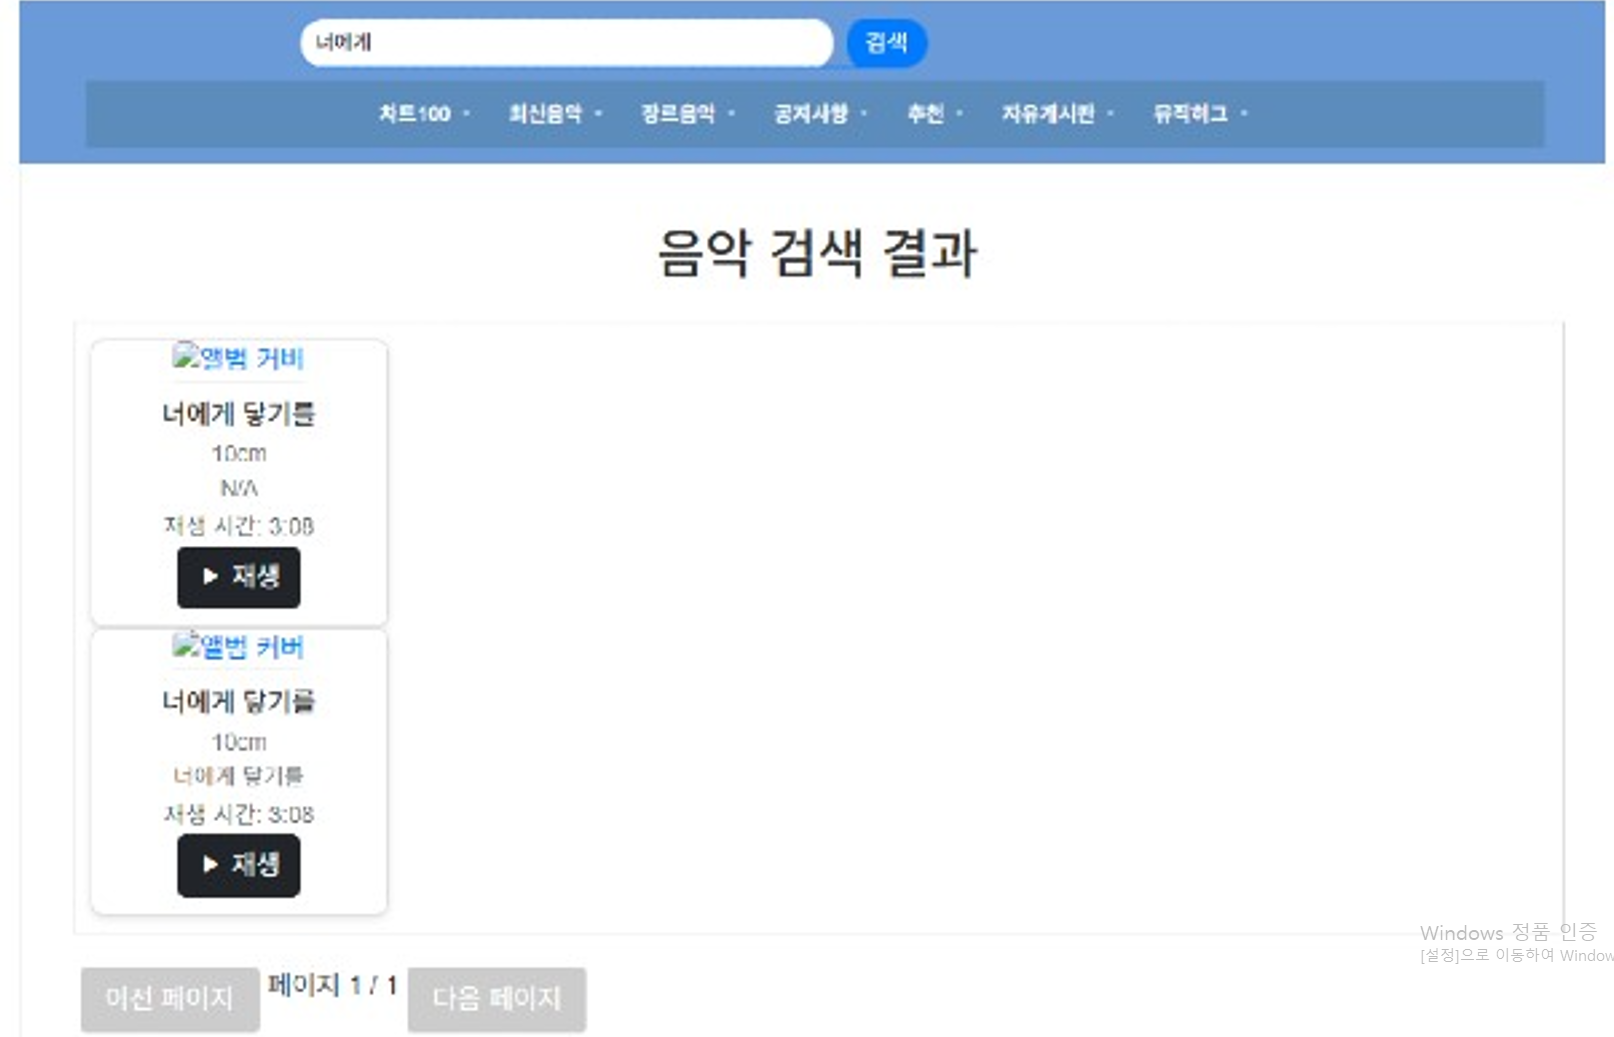 너에게
검색
차트100
최신음악
장르음악
공지사항
추천
자유게시판
뮤직허그
음악 검색 결과
앨범 커버
너에게 닿기를
10cm
N/A
재생 시간: 3:08
▶ 재생
앨범 커버
너에게 닿기를
10cm
너에게 닿기를
재생 시간: 3:08
▶ 재생
이전 페이지
페이지 1 / 1
다음 페이지
Windows 정품 인증
[설정]으로 이동하여 Window